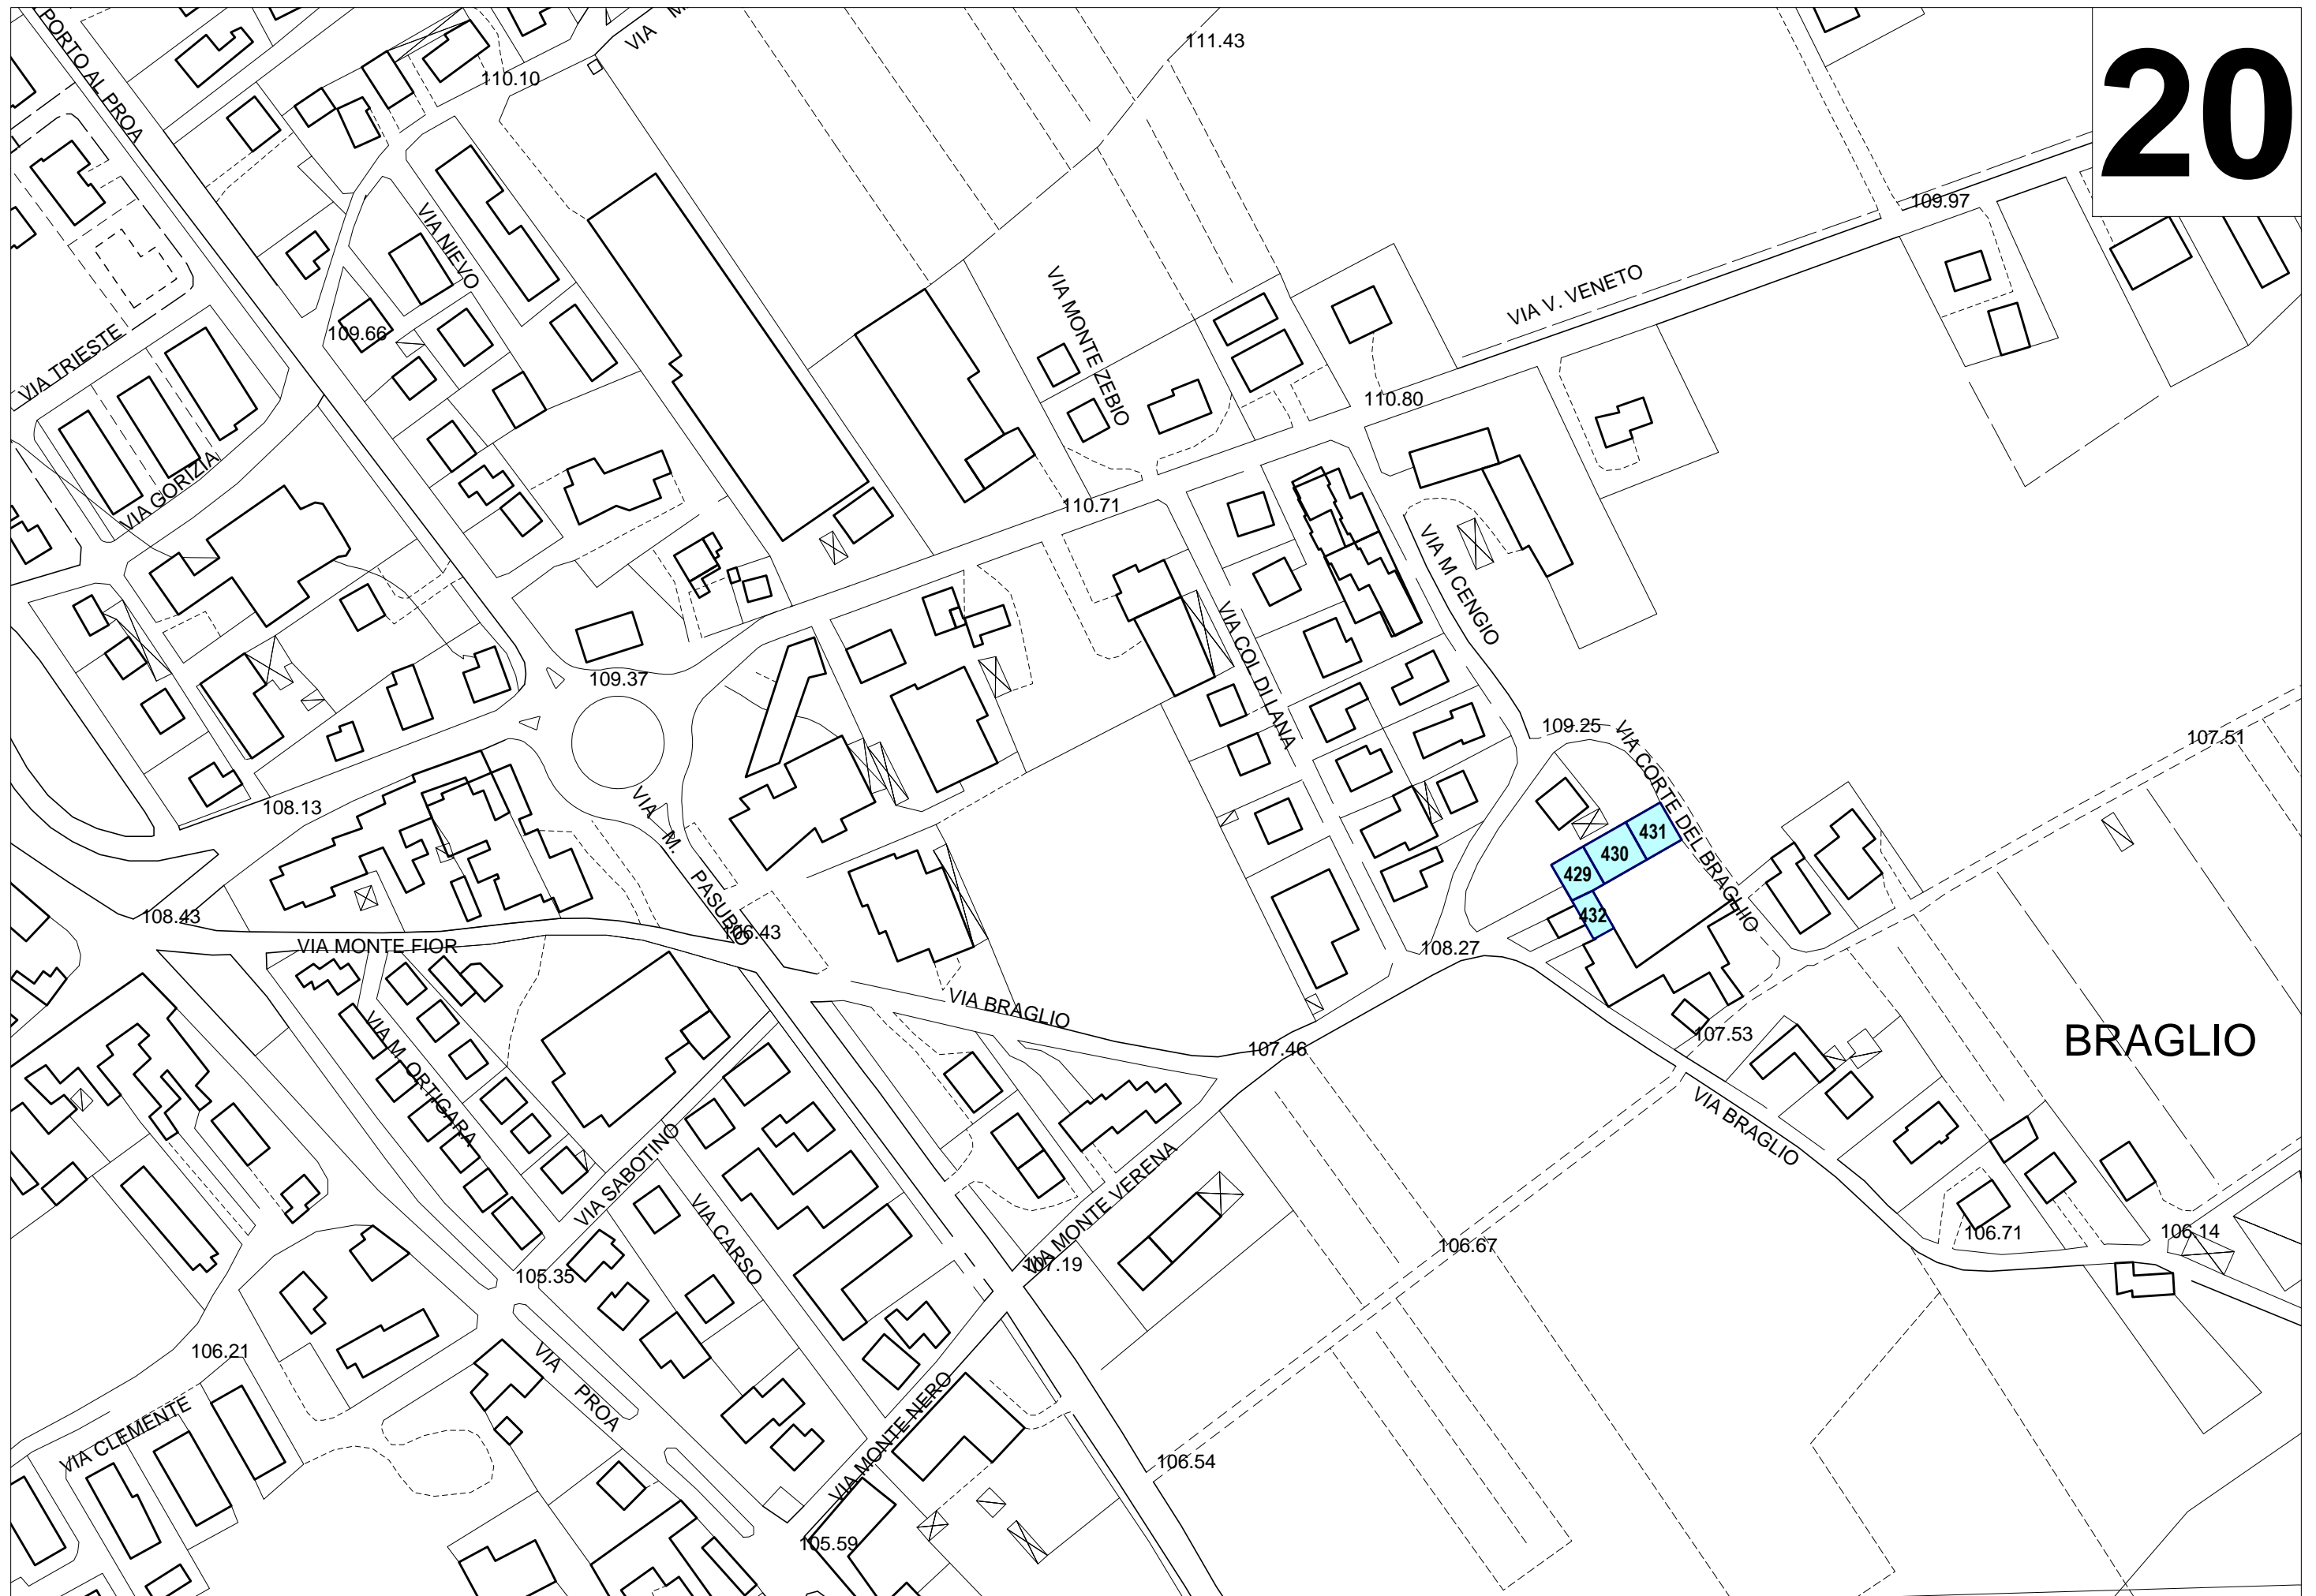 20
PORTO AL PROA
VIA M
111.43
110.10
109.97
VIA NIEVO
VIA V. VENETO
VIA MONTE ZEBIO
109.66
VIA TRIESTE
110.80
VIA GORIZIA
110.71
VIA M CENGIO
VIA COL DI LANA
109.37
109.25
VIA CORTE DEL BRAGLIO
107.51
108.13
VIA M. PASUBIO
431
430
429
432
108.43
106.43
VIA MONTE FIOR
108.27
VIA BRAGLIO
107.53
BRAGLIO
107.46
VIA M. ORTIGARA
VIA BRAGLIO
VIA SABOTINO
VIA MONTE VERENA
VIA CARSO
106.71
106.14
106.67
107.19
105.35
106.21
VIA PROA
VIA CLEMENTE
VIA MONTE NERO
106.54
105.59